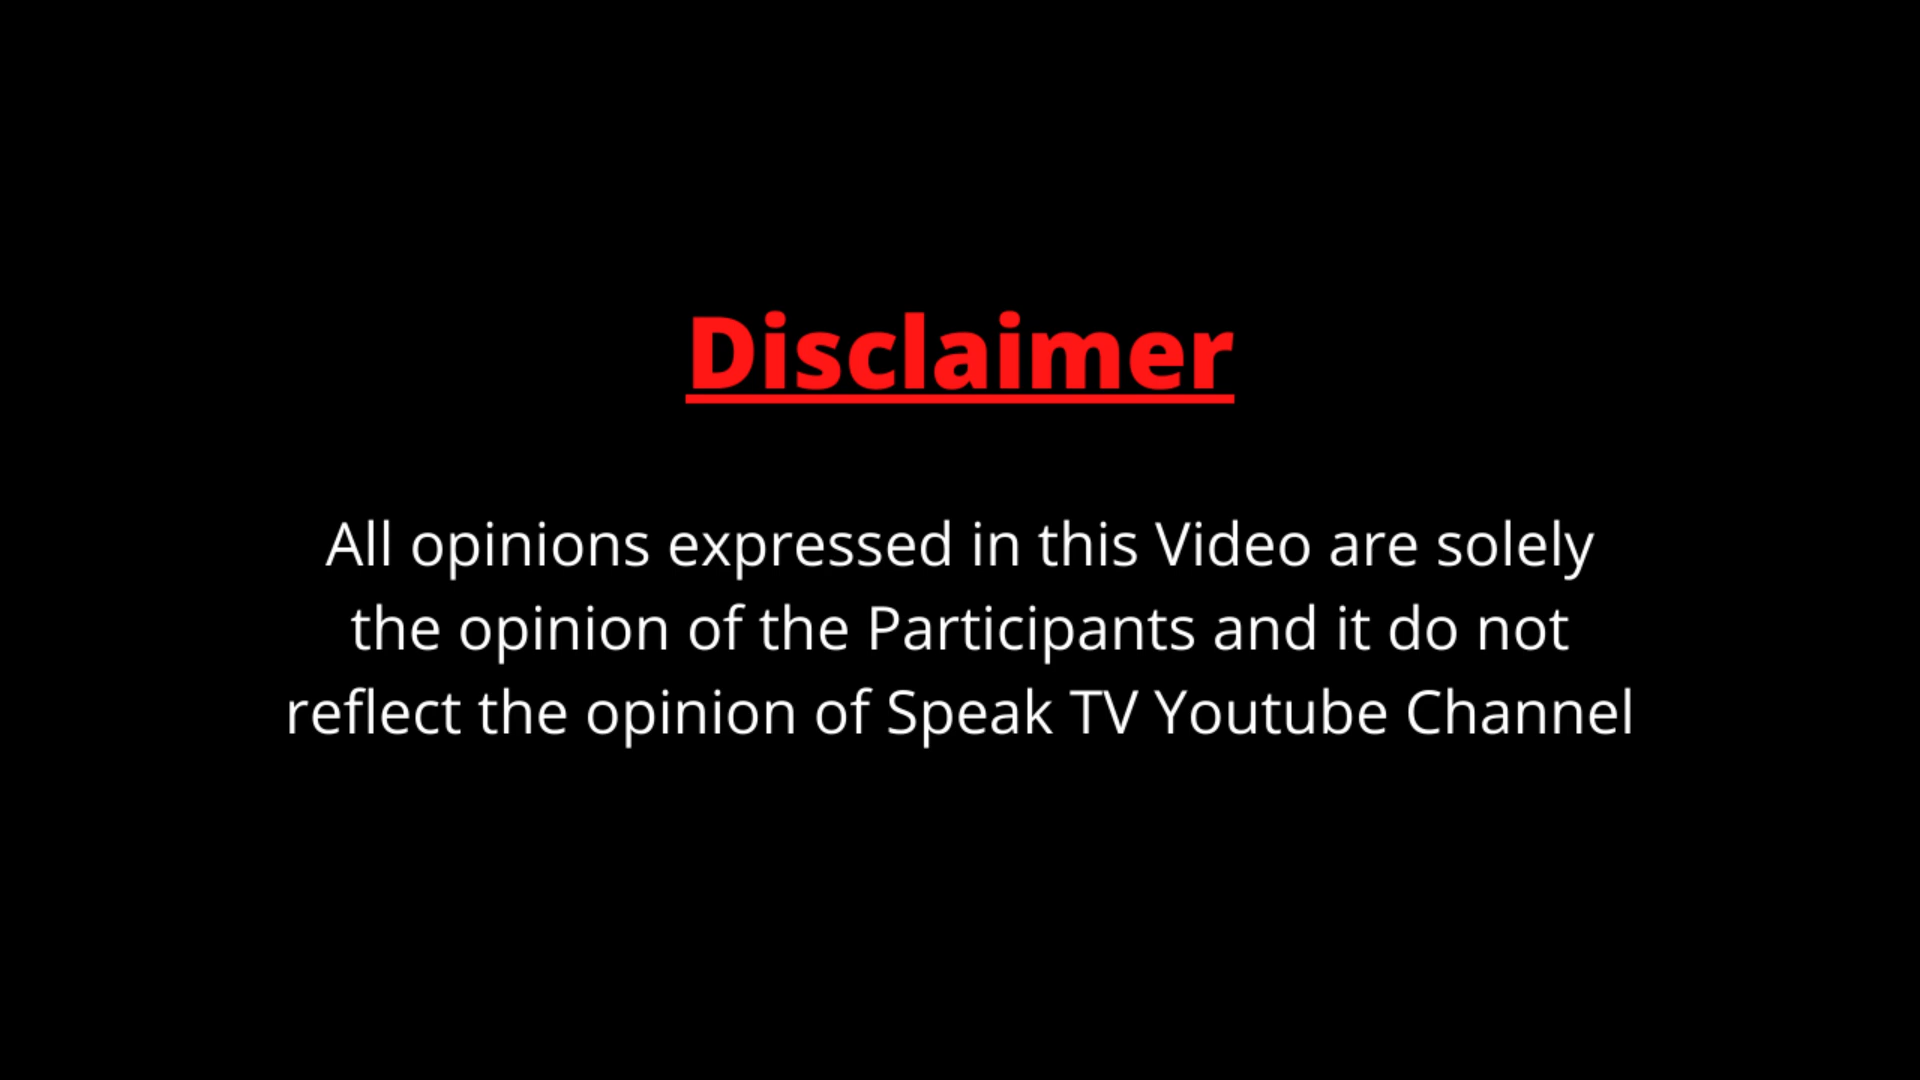 Disclaimer
All opinions expressed in this Video are solely
the opinion of the Participants and it do not
reflect the opinion of Speak TV Youtube Channel